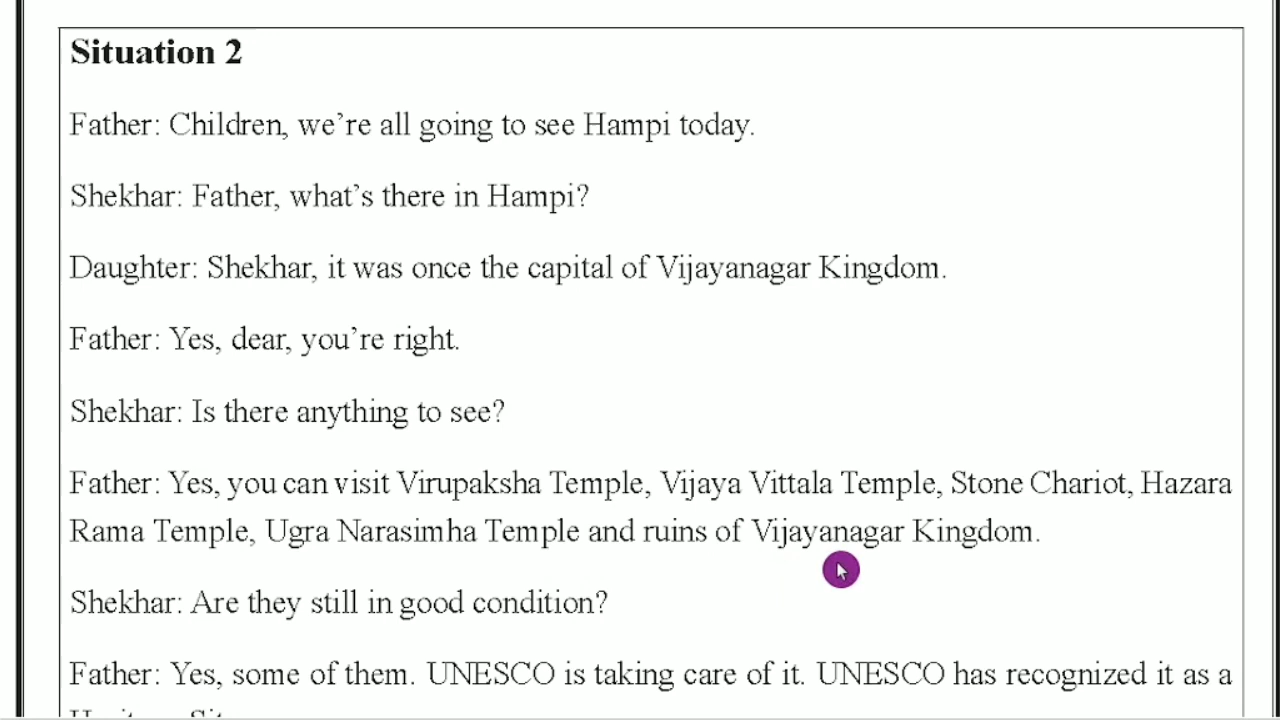 Situation 2
Father: Children, we’re all going to see Hampi today.
Shekhar: Father, what’s there in Hampi?
Daughter: Shekhar, it was once the capital of Vijayanagar Kingdom.
Father: Yes, dear, you’re right.
Shekhar: Is there anything to see?
Father: Yes, you can visit Virupaksha Temple, Vijaya Vittala Temple, Stone Chariot, Hazara
Rama Temple, Ugra Narasimha Temple and ruins of Vijayanagar Kingdom.
Shekhar: Are they still in good condition?
Father: Yes, some of them. UNESCO is taking care of it. UNESCO has recognized it as a